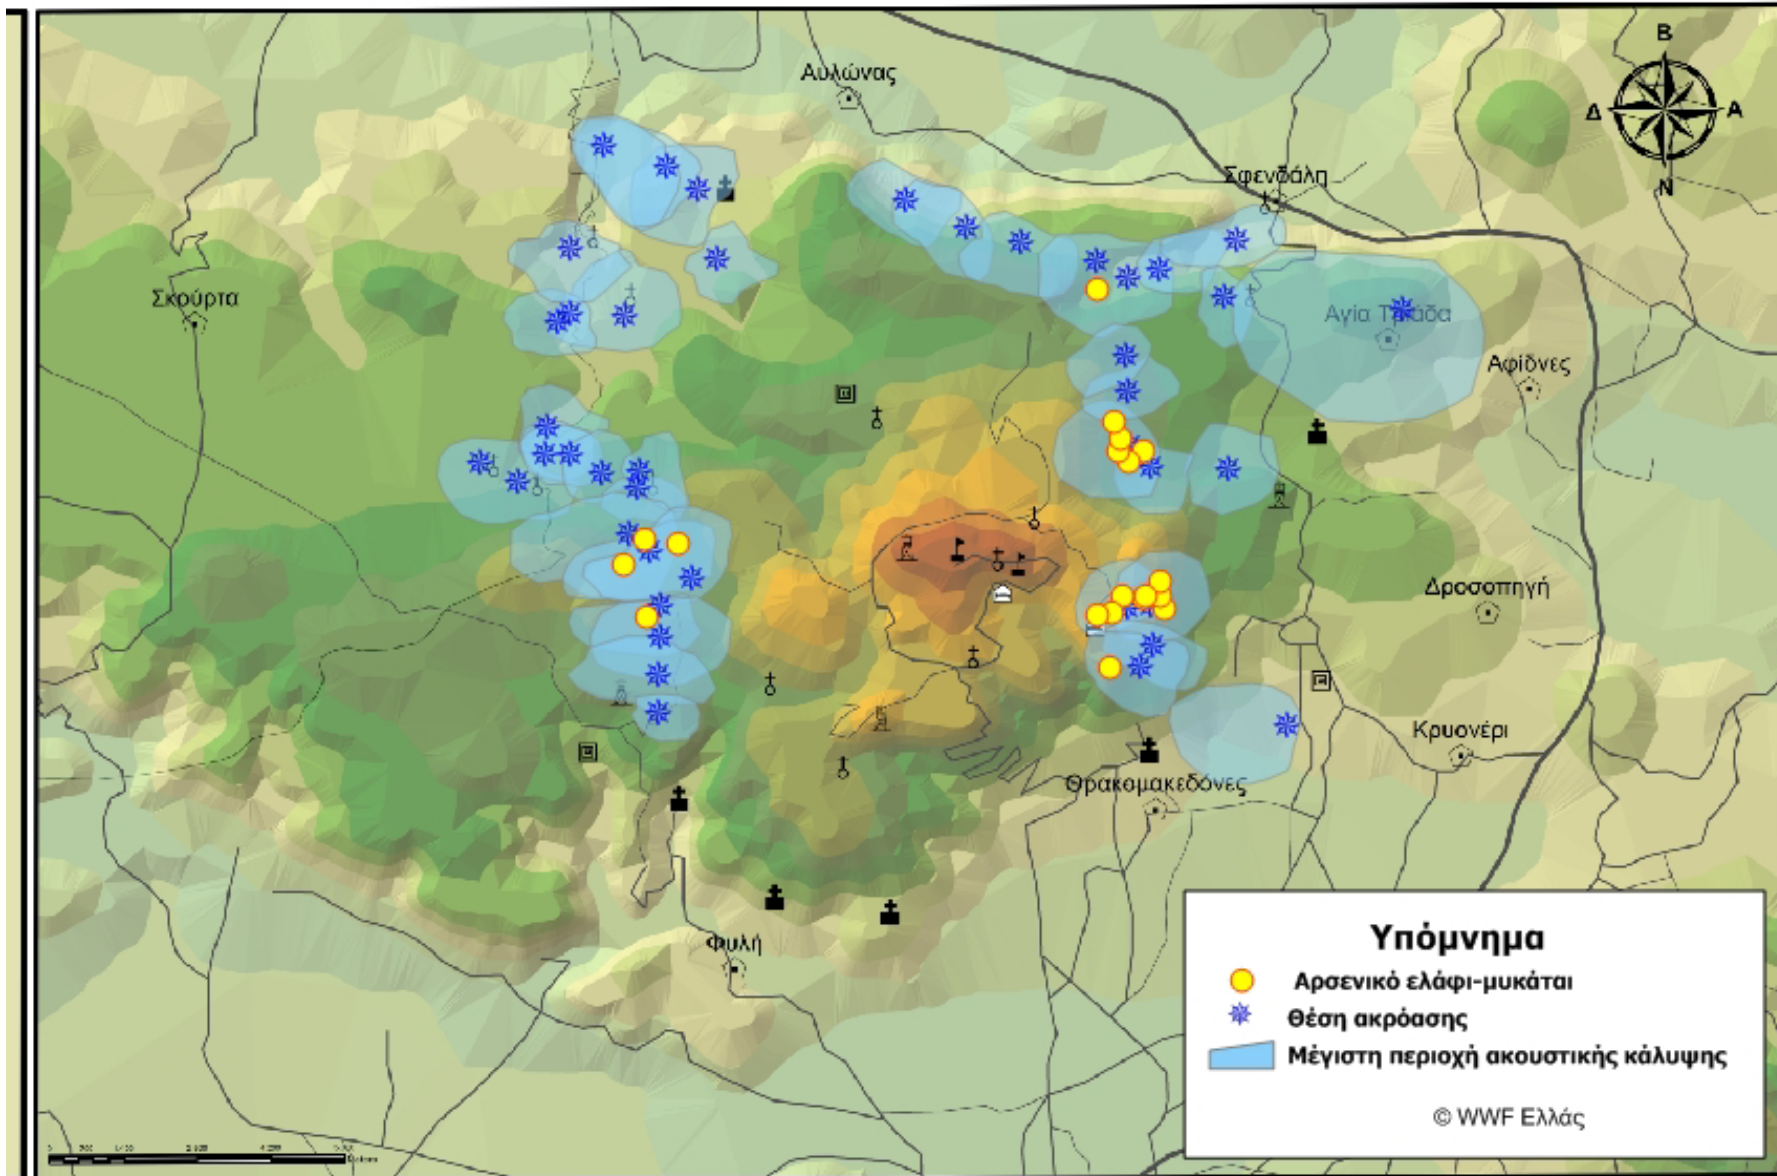 Β
Αυλώνας
Δ
Α
Σφενδάλη
Ν
Σκούρτα
Αγία Τριάδα
Αφίδνες
Δροσοπηγή
Κρυονέρι
Θρακομακεδόνες
Φυλή
Υπόμνημα
Αρσενικό ελάφι-μυκάται
Θέση ακρόασης
Μέγιστη περιοχή ακουστικής κάλυψης
© WWF Ελλάς